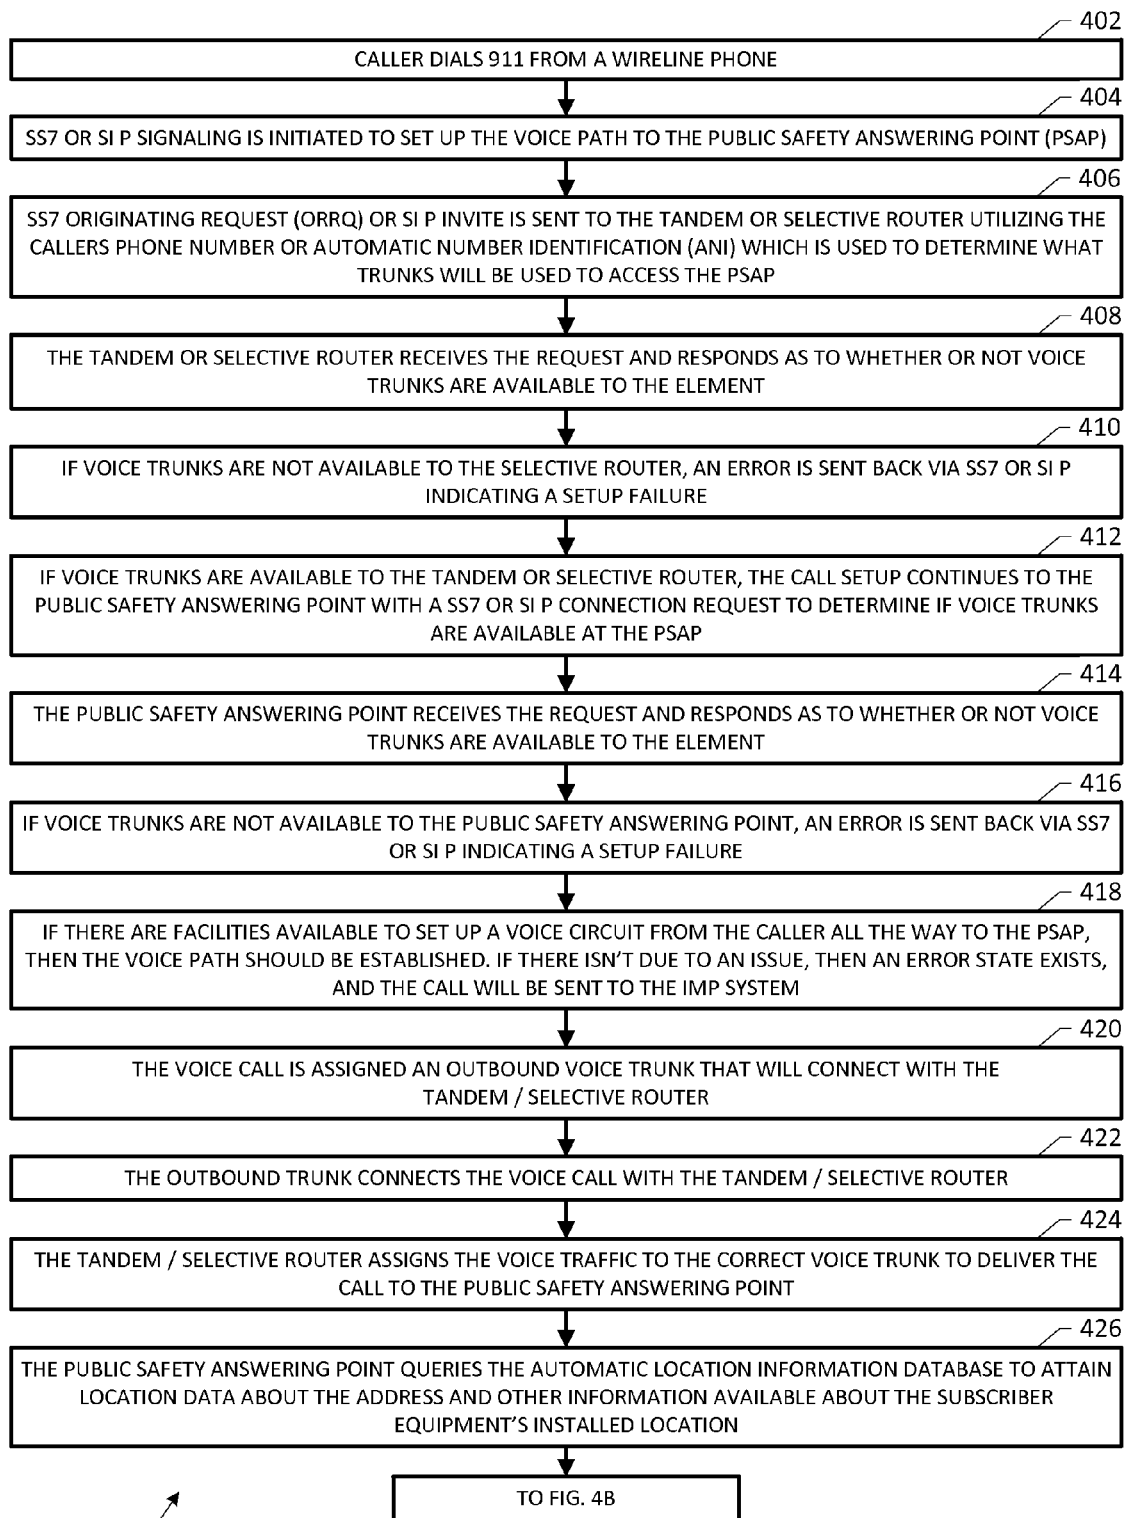 402
CALLER DIALS 911 FROM A WIRELINE PHONE
404
SS7 OR SI P SIGNALING IS INITIATED TO SET UP THE VOICE PATH TO THE PUBLIC SAFETY ANSWERING POINT (PSAP)
406
SS7 ORIGINATING REQUEST (ORRQ) OR SI P INVITE IS SENT TO THE TANDEM OR SELECTIVE ROUTER UTILIZING THE
CALLERS PHONE NUMBER OR AUTOMATIC NUMBER IDENTIFICATION (ANI) WHICH IS USED TO DETERMINE WHAT
TRUNKS WILL BE USED TO ACCESS THE PSAP
408
THE TANDEM OR SELECTIVE ROUTER RECEIVES THE REQUEST AND RESPONDS AS TO WHETHER OR NOT VOICE
TRUNKS ARE AVAILABLE TO THE ELEMENT
410
IF VOICE TRUNKS ARE NOT AVAILABLE TO THE SELECTIVE ROUTER, AN ERROR IS SENT BACK VIA SS7 OR SI P
INDICATING A SETUP FAILURE
412
IF VOICE TRUNKS ARE AVAILABLE TO THE TANDEM OR SELECTIVE ROUTER, THE CALL SETUP CONTINUES TO THE
PUBLIC SAFETY ANSWERING POINT WITH A SS7 OR SI P CONNECTION REQUEST TO DETERMINE IF VOICE TRUNKS
ARE AVAILABLE AT THE PSAP
414
THE PUBLIC SAFETY ANSWERING POINT RECEIVES THE REQUEST AND RESPONDS AS TO WHETHER OR NOT VOICE
TRUNKS ARE AVAILABLE TO THE ELEMENT
416
IF VOICE TRUNKS ARE NOT AVAILABLE TO THE PUBLIC SAFETY ANSWERING POINT, AN ERROR IS SENT BACK VIA SS7
OR SI P INDICATING A SETUP FAILURE
418
IF THERE ARE FACILITIES AVAILABLE TO SET UP A VOICE CIRCUIT FROM THE CALLER ALL THE WAY TO THE PSAP,
THEN THE VOICE PATH SHOULD BE ESTABLISHED. IF THERE ISN'T DUE TO AN ISSUE, THEN AN ERROR STATE EXISTS,
AND THE CALL WILL BE SENT TO THE IMP SYSTEM
420
THE VOICE CALL IS ASSIGNED AN OUTBOUND VOICE TRUNK THAT WILL CONNECT WITH THE
TANDEM / SELECTIVE ROUTER
422
THE OUTBOUND TRUNK CONNECTS THE VOICE CALL WITH THE TANDEM / SELECTIVE ROUTER
424
THE TANDEM / SELECTIVE ROUTER ASSIGNS THE VOICE TRAFFIC TO THE CORRECT VOICE TRUNK TO DELIVER THE
CALL TO THE PUBLIC SAFETY ANSWERING POINT
426
THE PUBLIC SAFETY ANSWERING POINT QUERIES THE AUTOMATIC LOCATION INFORMATION DATABASE TO ATTAIN
LOCATION DATA ABOUT THE ADDRESS AND OTHER INFORMATION AVAILABLE ABOUT THE SUBSCRIBER
EQUIPMENT'S INSTALLED LOCATION
TO FIG. 4B